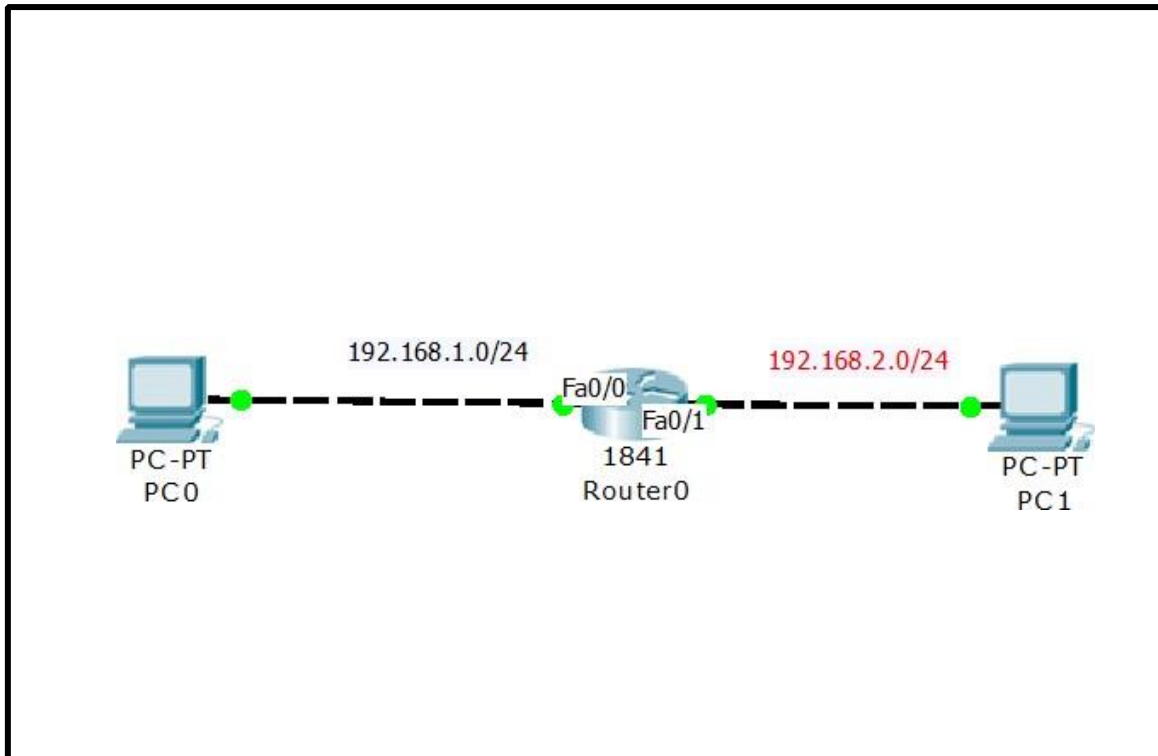 192.168.1.0/24
192.168.2.0/24
Fa0/0
Fa0/1
PC-PT
PC0
1841
Router0
PC-PT
PC1